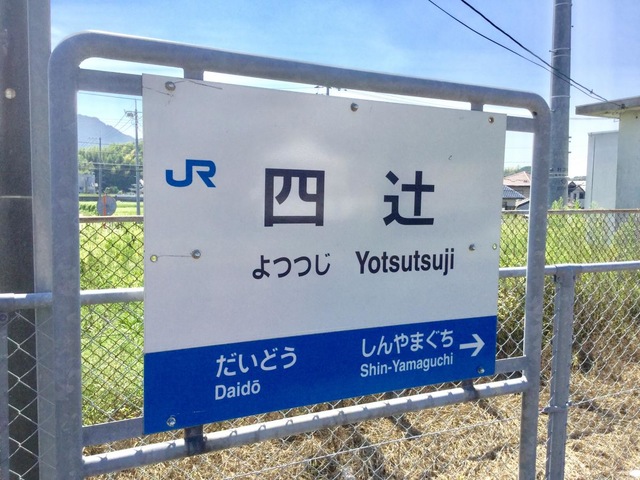 JR
四辻
よつつじ Yotsutsuji
だいどう
Daidō
しんやまぐち →
Shin-Yamaguchi